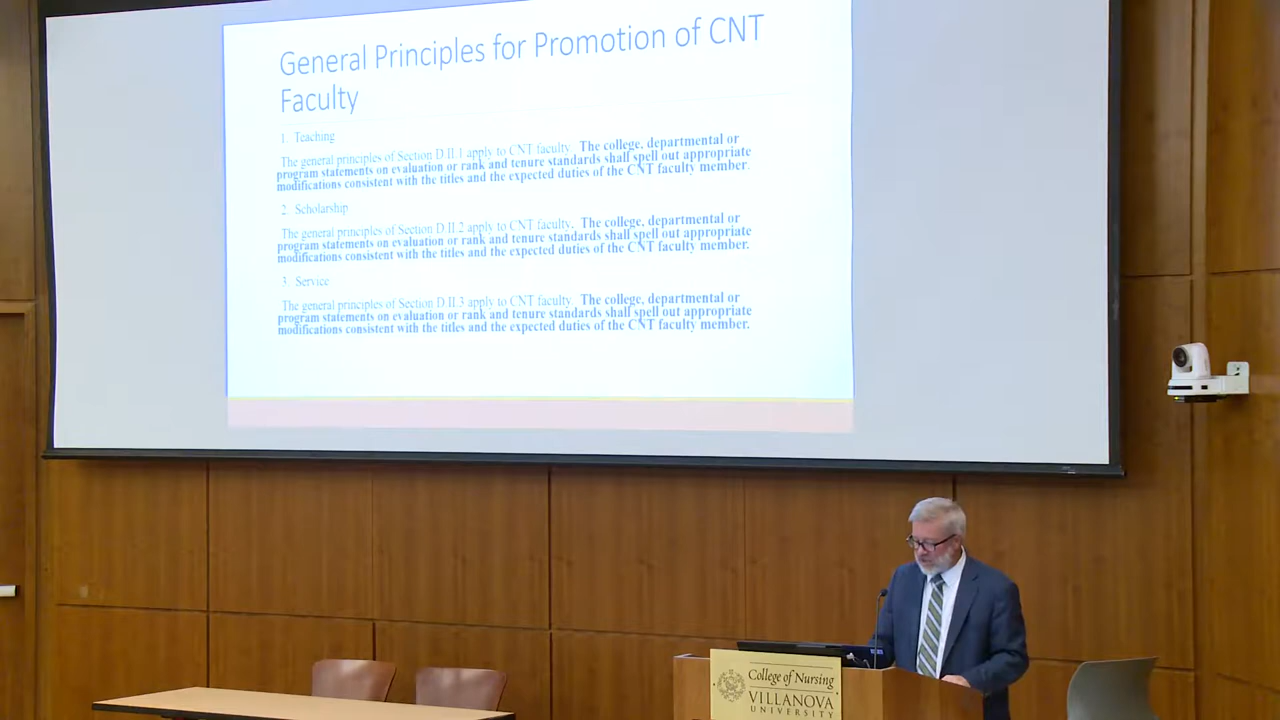 General Principles for Promotion of CNT
Faculty
1. Teaching
The general principles of Section D.II.1 apply to CNT faculty. The college, departmental or
program statements on evaluation or rank and tenure standards shall spell out appropriate
modifications consistent with the titles and the expected duties of the CNT faculty member.
2. Scholarship
The general principles of Section D.II.2 apply to CNT faculty. The college, departmental or
program statements on evaluation or rank and tenure standards shall spell out appropriate
modifications consistent with the titles and the expected duties of the CNT faculty member.
3. Service
The general principles of Section D.II.3 apply to CNT faculty. The college, departmental or
program statements on evaluation or rank and tenure standards shall spell out appropriate
modifications consistent with the titles and the expected duties of the CNT faculty member.
College of Nursing
VILLANOVA
UNIVERSITY